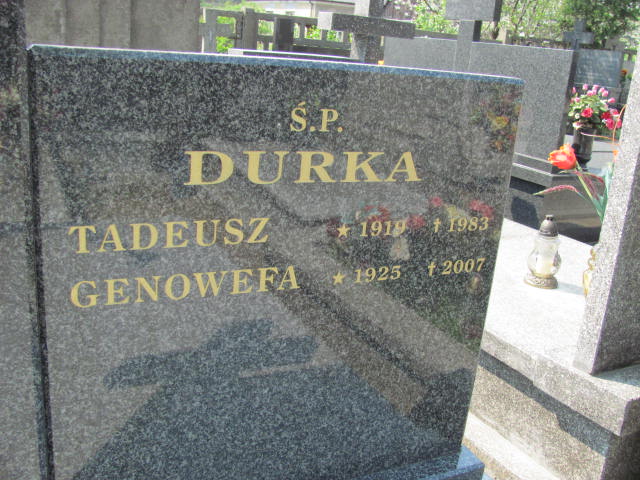 Ś.P.
DURKA
TADEUSZ ★ 1919 † 1983
GENOWEFA ★ 1925 † 2007